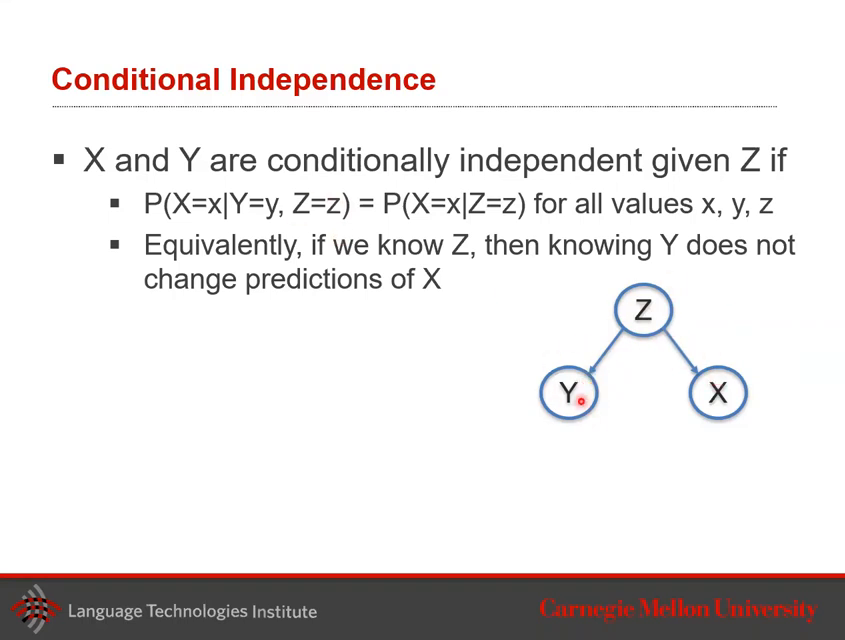 Conditional Independence
▪ X and Y are conditionally independent given Z if
▪ P(X=x|Y=y, Z=z) = P(X=x|Z=z) for all values x, y, z
▪ Equivalently, if we know Z, then knowing Y does not
change predictions of X
Z
Y
X
Language Technologies Institute
Carnegie Mellon University